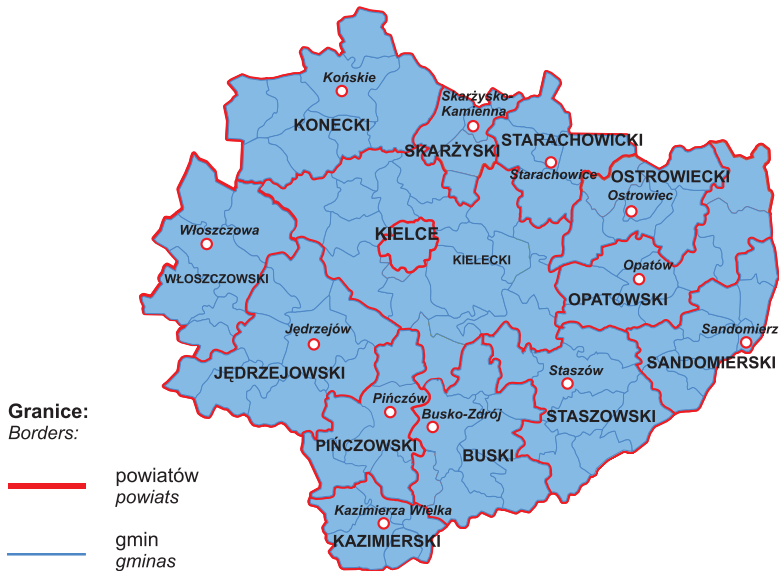 Końskie
KONECKI
Skarżysko-
Kamienna
SKARŻYSKI
STARACHOWICKI
Starachowice
OSTROWIECKI
Ostrowiec
Włoszczowa
WŁOSZCZOWSKI
KIELCE
KIELECKI
Opatów
OPATOWSKI
Jędrzejów
JĘDRZEJOWSKI
Sandomierz
SANDOMIERSKI
Staszów
STASZOWSKI
Pińczów
PIŃCZOWSKI
Busko-Zdrój
BUSKI
Kazimierza Wielka
KAZIMIERSKI
Granice:
Borders:
powiatów
powiats
gmin
gminas